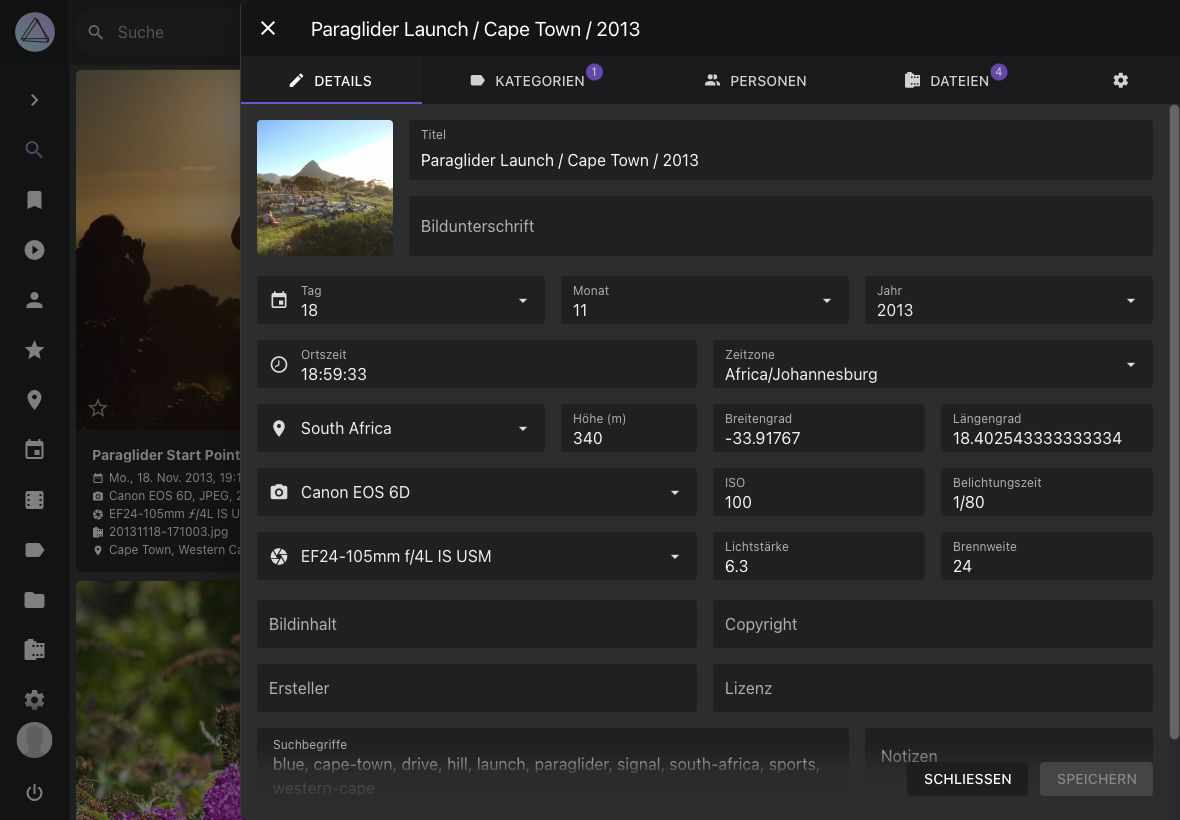 Suche
Paraglider Launch / Cape Town / 2013
DETAILS
KATEGORIEN 1
PERSONEN
DATEIEN 4
Titel
Paraglider Launch / Cape Town / 2013
Bildunterschrift
Tag
18
Monat
11
Jahr
2013
Ortszeit
18:59:33
Zeitzone
Africa/Johannesburg
South Africa
Höhe (m)
340
Breitengrad
-33.91767
Längengrad
18.402543333333334
Canon EOS 6D
ISO
100
Belichtungszeit
1/80
EF24-105mm f/4L IS USM
Lichtstärke
6.3
Brennweite
24
Bildinhalt
Copyright
Ersteller
Lizenz
Suchbegriffe
blue, cape-town, drive, hill, launch, paraglider, signal, south-africa, sports,
western-cape
Notizen
SCHLIESSEN
SPEICHERN
Paraglider Start Point
Mo., 18. Nov. 2013, 19:1
Canon EOS 6D, JPEG, 2
EF24-105mm ƒ/4L IS U
20131118-171003.jpg
Cape Town, Western Ca